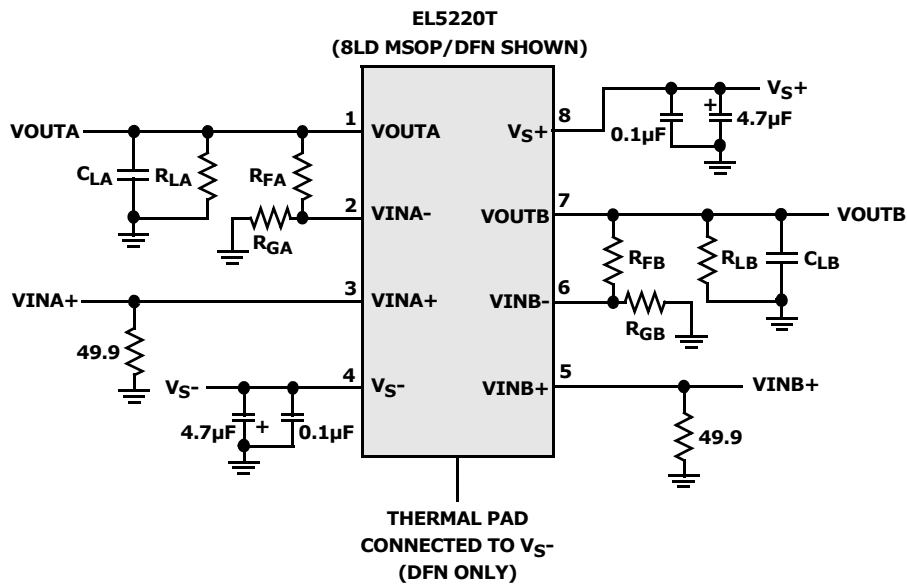 EL5220T
(8LD MSOP/DFN SHOWN)
VOUTA
CLA
RLA
RFA
RGA
1
VOUTA
2
VINA-
VINA+
49.9
3
VINA+
VS-
4.7µF
+
0.1µF
4
VS-
8
VS+
VS+
0.1µF
+
4.7µF
7
VOUTB
VOUTB
RFB
RLB
CLB
6
VINB-
RGB
5
VINB+
VINB+
49.9
THERMAL PAD
CONNECTED TO VS-
(DFN ONLY)